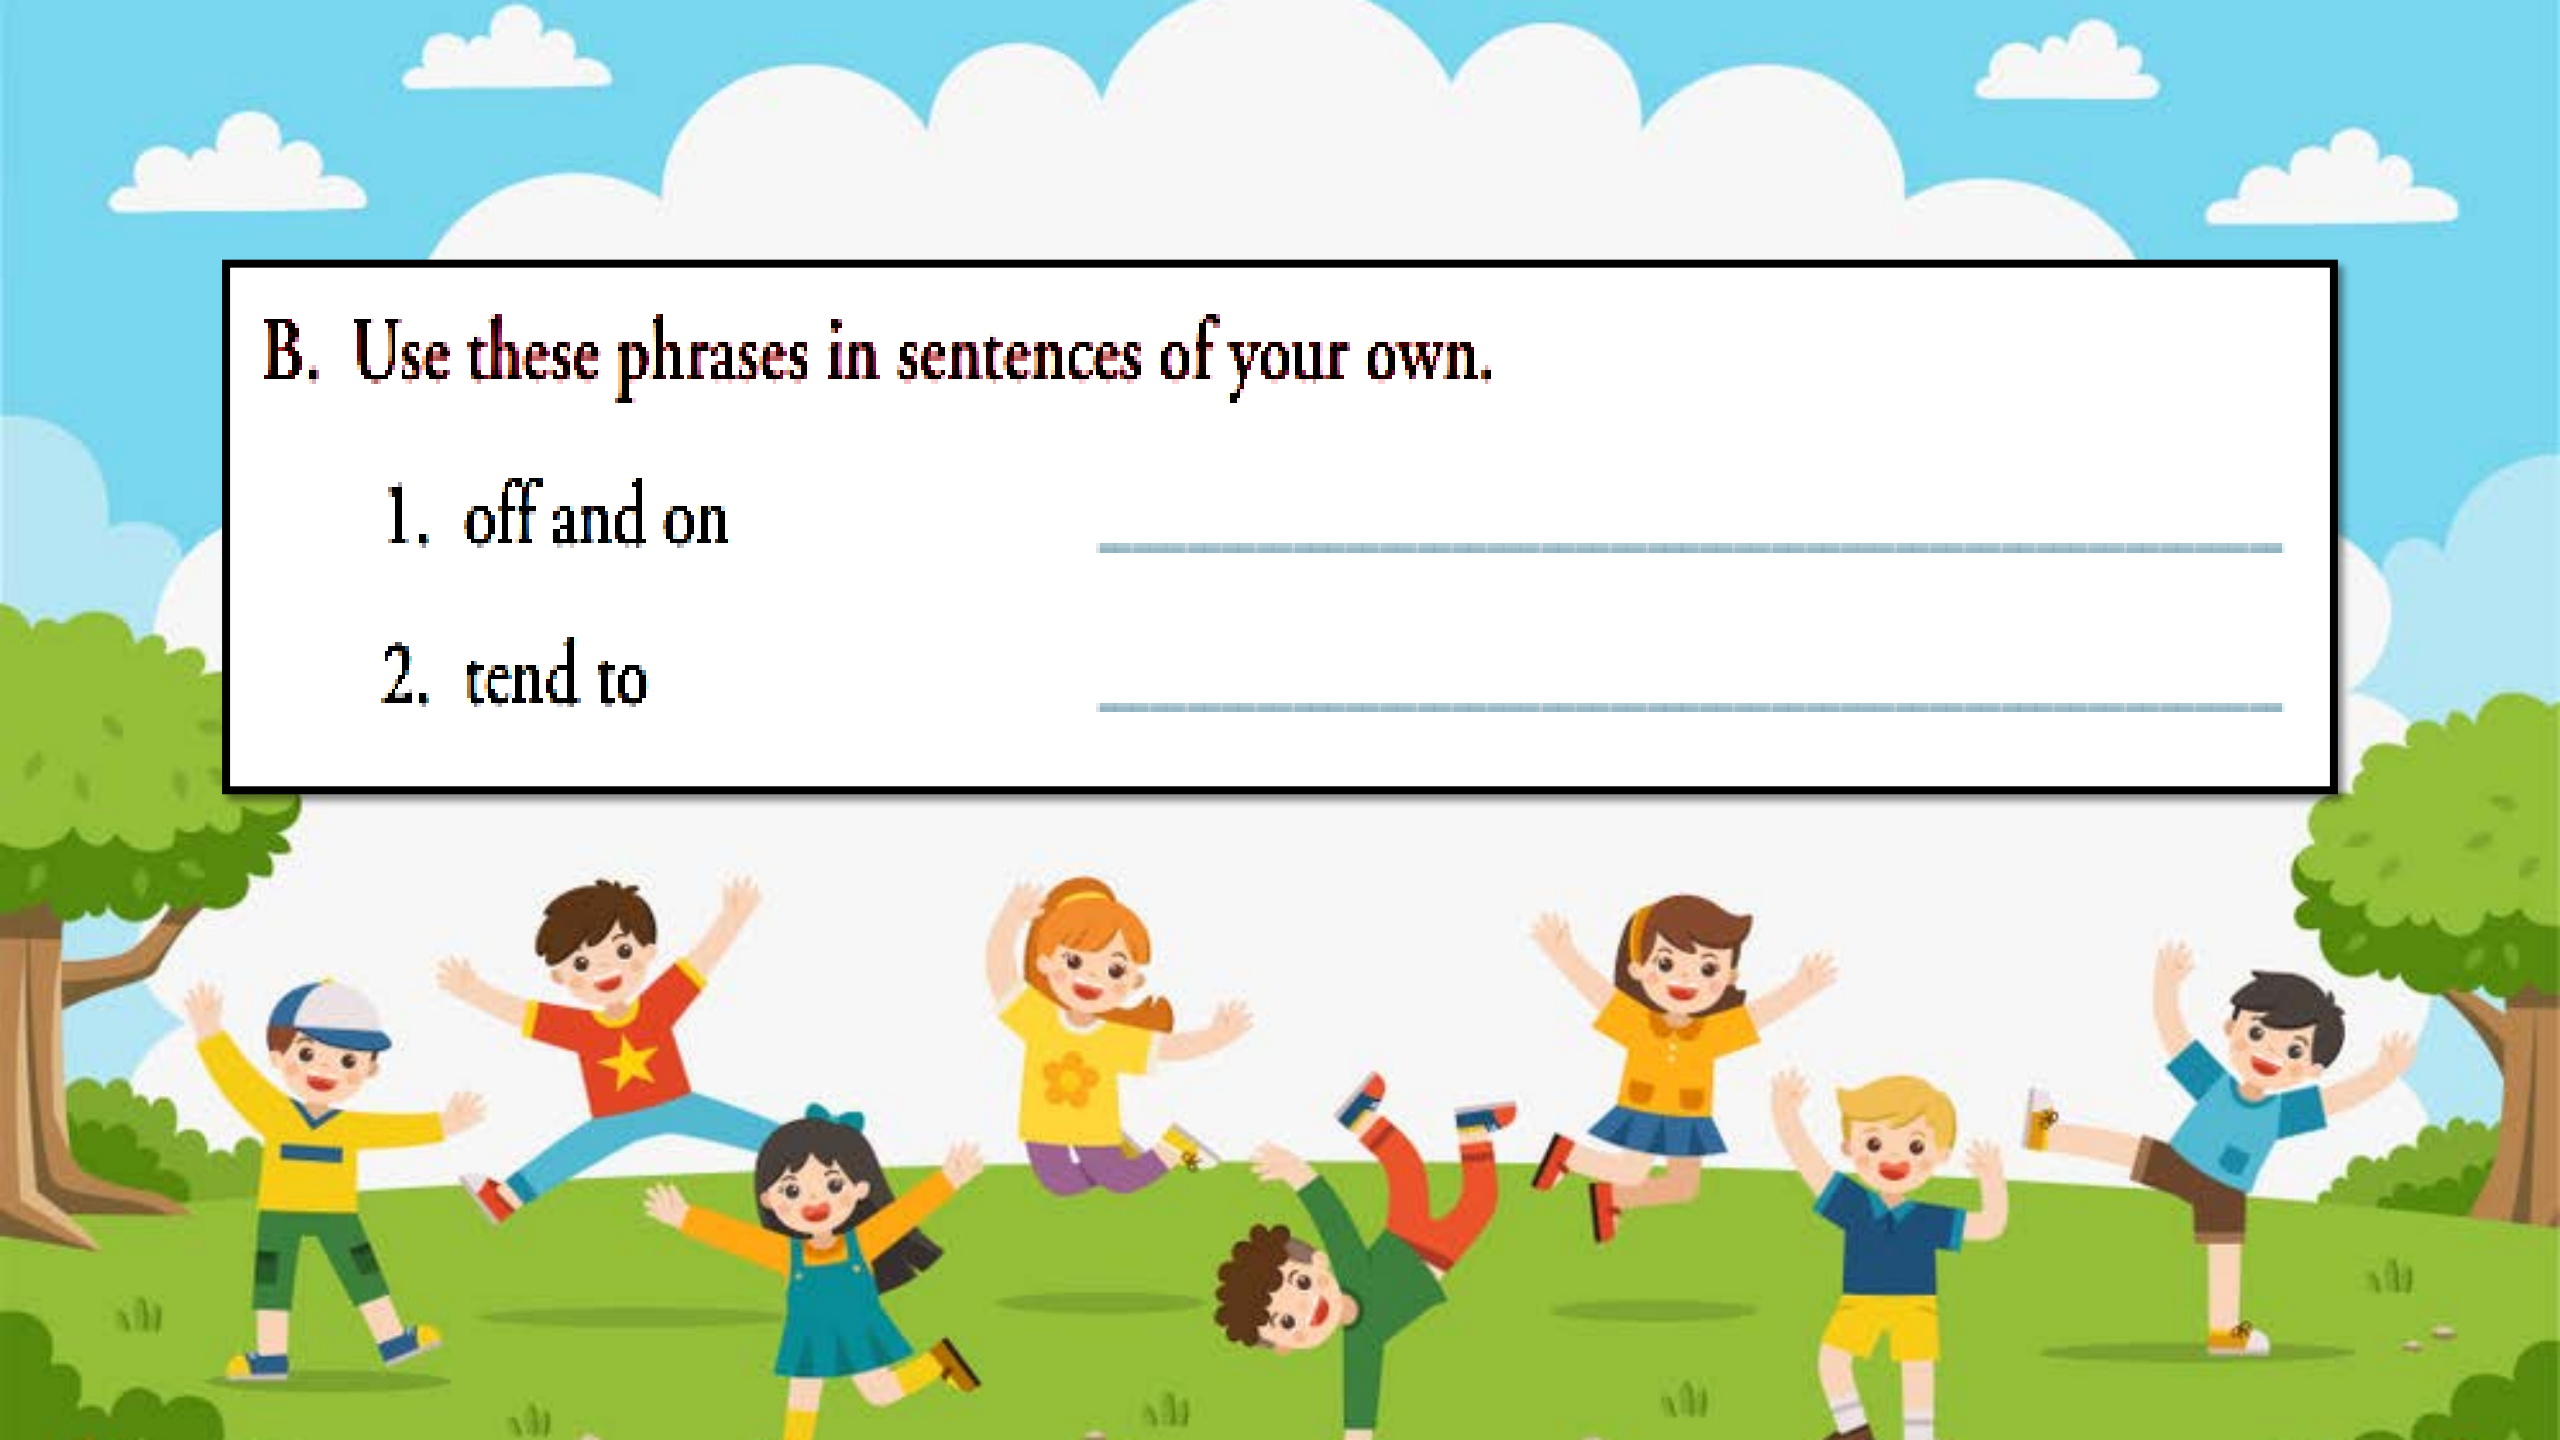 B. Use these phrases in sentences of your own.
1. off and on
2. tend to